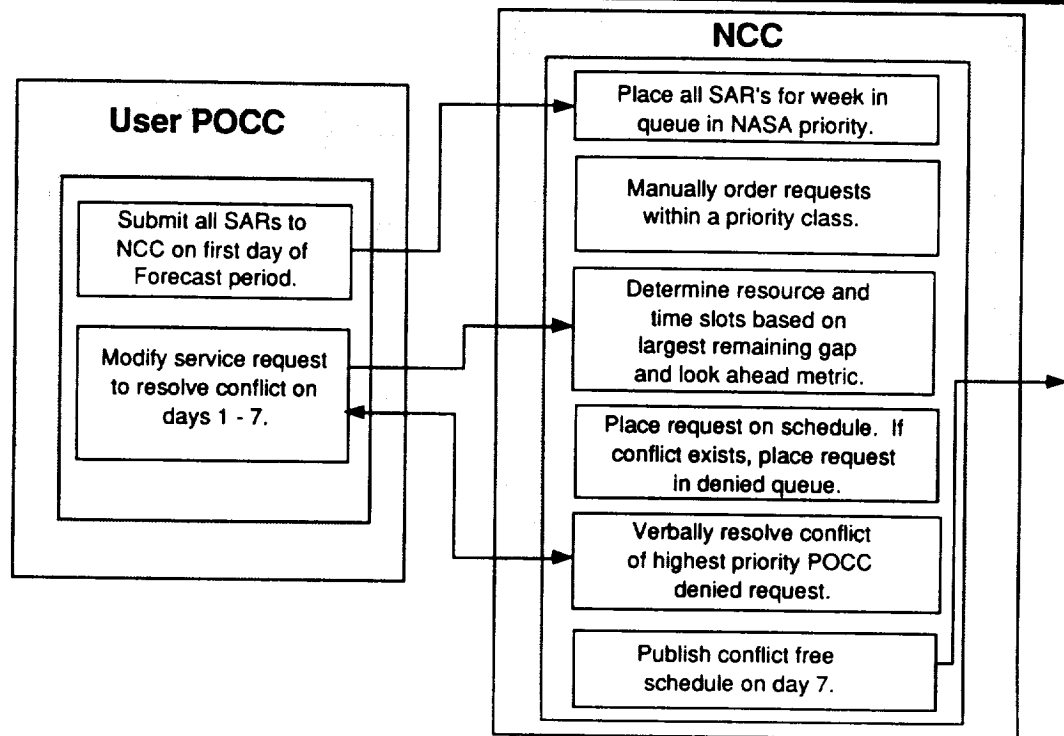 User POCC
Submit all SARs to
NCC on first day of
Forecast period.
Modify service request
to resolve conflict on
days 1 - 7.
NCC
Place all SAR's for week in
queue in NASA priority.
Manually order requests
within a priority class.
Determine resource and
time slots based on
largest remaining gap
and look ahead metric.
Place request on schedule. If
conflict exists, place request
in denied queue.
Verbally resolve conflict
of highest priority POCC
denied request.
Publish conflict free
schedule on day 7.